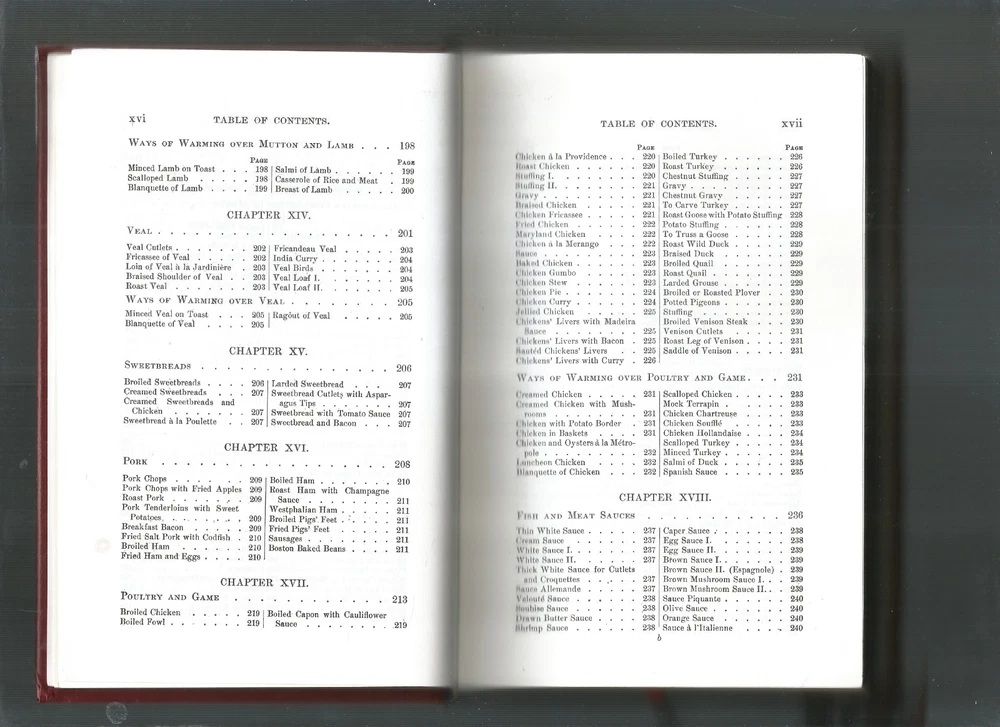 xvi TABLE OF CONTENTS.
WAYS OF WARMING OVER MUTTON AND LAMB . . . 198
PAGE
Minced Lamb on Toast . . . 198
Scalloped Lamb . . . . . 198
Blanquette of Lamb . . . . 199
PAGE
Salmi of Lamb . . . . . 199
Casserole of Rice and Meat . 199
Breast of Lamb . . . . . 200
CHAPTER XIV.
VEAL . . . . . . . . . . . . . . . . 201
Veal Cutlets . . . . . . . 202
Fricassee of Veal . . . . . 202
Loin of Veal à la Jardinière . 203
Braised Shoulder of Veal . . 203
Roast Veal . . . . . . . 203
Fricandeau Veal . . . . . 203
India Curry . . . . . . . 204
Veal Birds . . . . . . . 204
Veal Loaf I. . . . . . . . 204
Veal Loaf II. . . . . . . 205
WAYS OF WARMING OVER VEAL . . . . . . . . 205
Minced Veal on Toast . . . 205
Blanquette of Veal . . . . 205
Ragoût of Veal . . . . . 205
CHAPTER XV.
SWEETBREADS . . . . . . . . . . . . . 206
Broiled Sweetbreads . . . . 206
Creamed Sweetbreads . . . 207
Creamed Sweetbreads and
Chicken . . . . . . . 207
Sweetbread à la Poulette . . 207
Larded Sweetbread . . . 207
Sweetbread Cutlets with Aspar-
agus Tips . . . . . . . 207
Sweetbread with Tomato Sauce 207
Sweetbread and Bacon . . . 207
CHAPTER XVI.
PORK . . . . . . . . . . . . . . . . 208
Pork Chops . . . . . . . 209
Pork Chops with Fried Apples 209
Roast Pork . . . . . . . 209
Pork Tenderloins with Sweet
Potatoes. . . . . . . . 209
Breakfast Bacon . . . . . 209
Fried Salt Pork with Codfish . 210
Broiled Ham . . . . . . 210
Fried Ham and Eggs . . . . 210
Boiled Ham . . . . . . . 210
Roast Ham with Champagne
Sauce . . . . . . . . 211
Westphalian Ham . . . . . 211
Broiled Pigs' Feet . . . . . 211
Fried Pigs' Feet . . . . . 211
Sausages . . . . . . . . 211
Boston Baked Beans . . . . 211
CHAPTER XVII.
POULTRY AND GAME . . . . . . . . . . . 213
Broiled Chicken . . . . . 219
Boiled Fowl . . . . . . . 219
Boiled Capon with Cauliflower
Sauce . . . . . . . . 219
TABLE OF CONTENTS. xvii
PAGE
Chicken à la Providence . . . 220
Roast Chicken . . . . . . 220
Stuffing I. . . . . . . . 220
Stuffing II. . . . . . . . 221
Gravy . . . . . . . . . 221
Braised Chicken . . . . . 221
Chicken Fricassee . . . . . 221
Fried Chicken . . . . . . 222
Maryland Chicken . . . . 222
Chicken à la Merango . . . 222
Sauce . . . . . . . . . 223
Baked Chicken . . . . . . 223
Chicken Gumbo . . . . . 223
Chicken Stew . . . . . . 223
Chicken Pie . . . . . . . 224
Chicken Curry . . . . . . 224
Jellied Chicken . . . . . 225
Chickens' Livers with Madeira
Sauce . . . . . . . . 225
Chickens' Livers with Bacon . 225
Sautéd Chickens' Livers . . 225
Chickens' Livers with Curry . 226
PAGE
Boiled Turkey . . . . . . 226
Roast Turkey . . . . . . 226
Chestnut Stuffing . . . . . 227
Gravy . . . . . . . . . 227
Chestnut Gravy . . . . . 227
To Carve Turkey . . . . . 227
Roast Goose with Potato Stuffing 228
Potato Stuffing . . . . . . 228
To Truss a Goose . . . . . 228
Roast Wild Duck . . . . . 229
Braised Duck . . . . . . 229
Broiled Quail . . . . . . 229
Roast Quail . . . . . . . 229
Larded Grouse . . . . . . 229
Broiled or Roasted Plover . . 230
Potted Pigeons . . . . . . 230
Stuffing . . . . . . . . 230
Broiled Venison Steak . . . 230
Venison Cutlets . . . . . 231
Roast Leg of Venison . . . . 231
Saddle of Venison . . . . . 231
WAYS OF WARMING OVER POULTRY AND GAME . . . 231
Creamed Chicken . . . . . 231
Creamed Chicken with Mush-
rooms . . . . . . . . 231
Chicken with Potato Border . 231
Chicken in Baskets . . . . 231
Chicken and Oysters à la Métro-
pole . . . . . . . . . 232
Luncheon Chicken . . . . 232
Blanquette of Chicken . . . 232
Scalloped Chicken . . . . . 233
Mock Terrapin . . . . . . 233
Chicken Chartreuse . . . . 233
Chicken Soufflé . . . . . 233
Chicken Hollandaise . . . . 234
Scalloped Turkey . . . . . 234
Minced Turkey . . . . . . 234
Salmi of Duck . . . . . . 235
Spanish Sauce . . . . . . 235
CHAPTER XVIII.
FISH AND MEAT SAUCES . . . . . . . . . . 236
Thin White Sauce . . . . . 237
Cream Sauce . . . . . . 237
White Sauce I. . . . . . . 237
White Sauce II. . . . . . . 237
Thick White Sauce for Cutlets
and Croquettes . . . . . 237
Sauce Allemande . . . . . 237
Velouté Sauce . . . . . . 238
Soubise Sauce . . . . . . 238
Drawn Butter Sauce . . . . 238
Shrimp Sauce . . . . . . 238
Caper Sauce . . . . . . . 238
Egg Sauce I. . . . . . . . 238
Egg Sauce II. . . . . . . 239
Brown Sauce I. . . . . . . 239
Brown Sauce II. (Espagnole) . 239
Brown Mushroom Sauce I. . . 239
Brown Mushroom Sauce II. . . 239
Sauce Piquante . . . . . . 240
Olive Sauce . . . . . . . 240
Orange Sauce . . . . . . 240
Sauce à l'Italienne . . . . 240
b